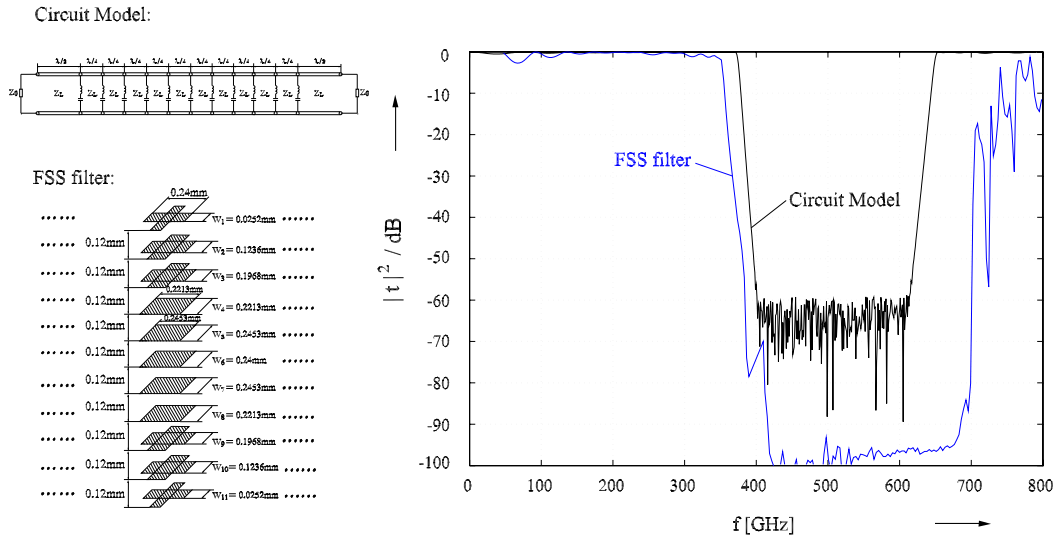 Circuit Model:
λ/8 λ/4 λ/4 λ/4 λ/4 λ/4 λ/4 λ/4 λ/4 λ/4 λ/4 λ/8
Z0 ZL ZL ZL ZL ZL ZL ZL ZL ZL ZL ZL ZL Z0
FSS filter:
0.24mm
...... W1 = 0.0252mm ......
0.12mm
...... W2 = 0.1236mm ......
0.12mm
...... W3 = 0.1968mm ......
0.2213mm
0.12mm
...... W4 = 0.2213mm ......
0.2453mm
0.12mm
...... W5 = 0.2453mm ......
0.12mm
...... W6 = 0.24mm ......
0.12mm
...... W7 = 0.2453mm ......
0.12mm
...... W8 = 0.2213mm ......
0.12mm
...... W9 = 0.1968mm ......
0.12mm
...... W10 = 0.1236mm ......
0.12mm
...... W11 = 0.0252mm ......
| t |² / dB
0
-10
-20
-30
-40
-50
-60
-70
-80
-90
-100
FSS filter
Circuit Model
0 100 200 300 400 500 600 700 800
f [GHz]